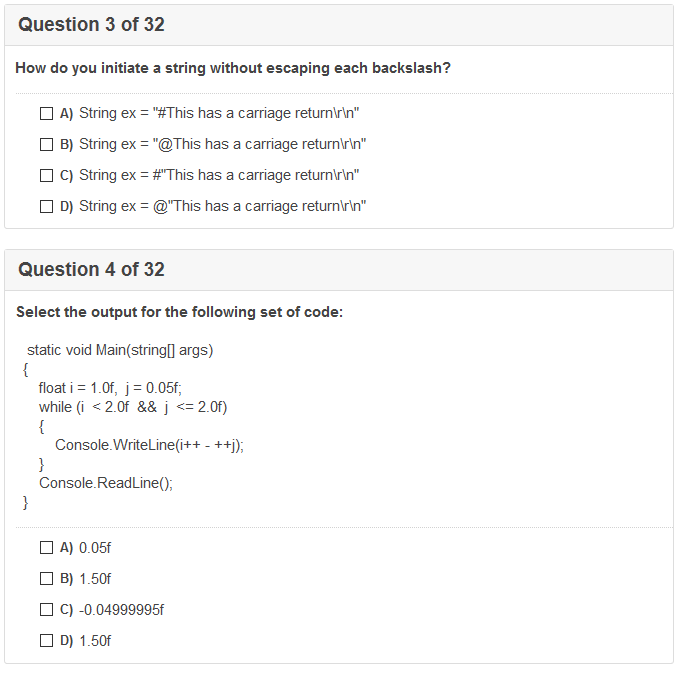 Question 3 of 32
How do you initiate a string without escaping each backslash?
A) String ex = "#This has a carriage return\r\n"
B) String ex = "@This has a carriage return\r\n"
C) String ex = #"This has a carriage return\r\n"
D) String ex = @"This has a carriage return\r\n"
Question 4 of 32
Select the output for the following set of code:
static void Main(string[] args)
{
float i = 1.0f, j = 0.05f;
while (i < 2.0f && j <= 2.0f)
{
Console.WriteLine(i++ - ++j);
}
Console.ReadLine();
}
A) 0.05f
B) 1.50f
C) -0.04999995f
D) 1.50f